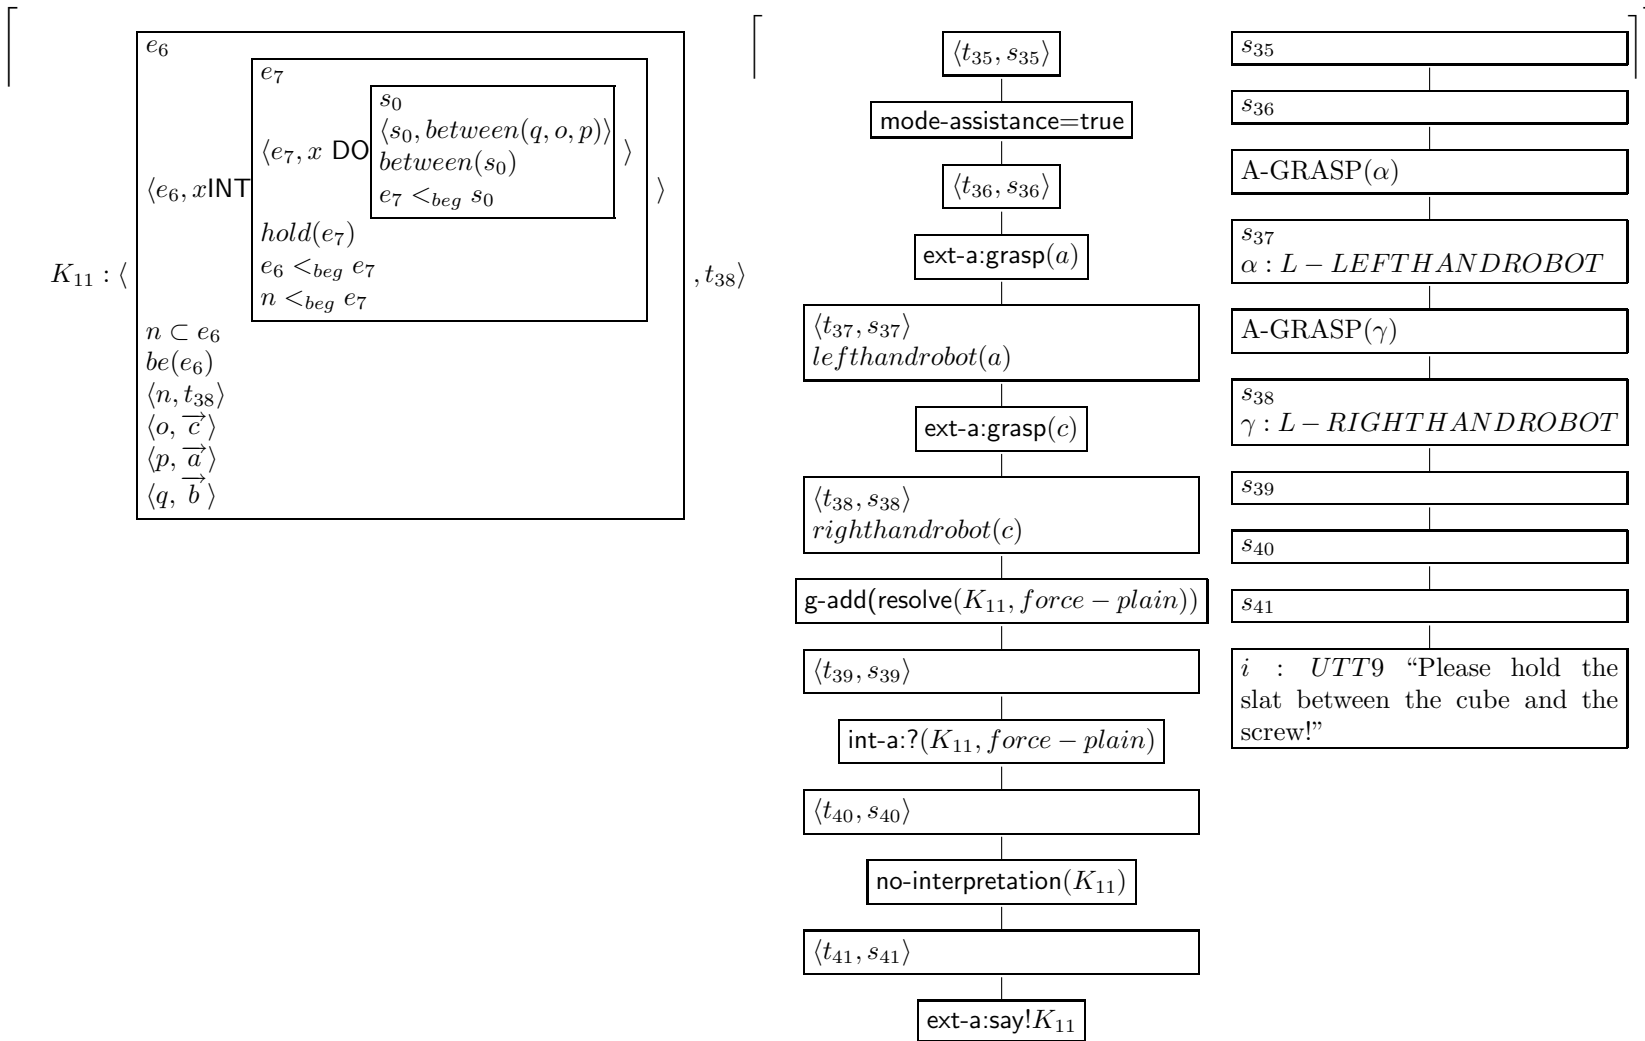 K₁₁ : ⟨
e₆
⟨e₆, xINT
e₇
⟨e₇, x DO
s₀
⟨s₀, between(q, o, p)⟩
between(s₀)
e₇ <beg s₀
⟩
hold(e₇)
e₆ <beg e₇
n <beg e₇
⟩
n ⊂ e₆
be(e₆)
⟨n, t₃₈⟩
⟨o, c⃗⟩
⟨p, a⃗⟩
⟨q, b⃗⟩
, t₃₈⟩
⟨t₃₅, s₃₅⟩
mode-assistance=true
⟨t₃₆, s₃₆⟩
ext-a:grasp(a)
⟨t₃₇, s₃₇⟩
lefthandrobot(a)
ext-a:grasp(c)
⟨t₃₈, s₃₈⟩
righthandrobot(c)
g-add(resolve(K₁₁, force − plain))
⟨t₃₉, s₃₉⟩
int-a:?(K₁₁, force − plain)
⟨t₄₀, s₄₀⟩
no-interpretation(K₁₁)
⟨t₄₁, s₄₁⟩
ext-a:say!K₁₁
s₃₅
s₃₆
A-GRASP(α)
s₃₇
α : L − LEFTHANDROBOT
A-GRASP(γ)
s₃₈
γ : L − RIGHTHANDROBOT
s₃₉
s₄₀
s₄₁
i : UTT9 “Please hold the
slat between the cube and the
screw!”